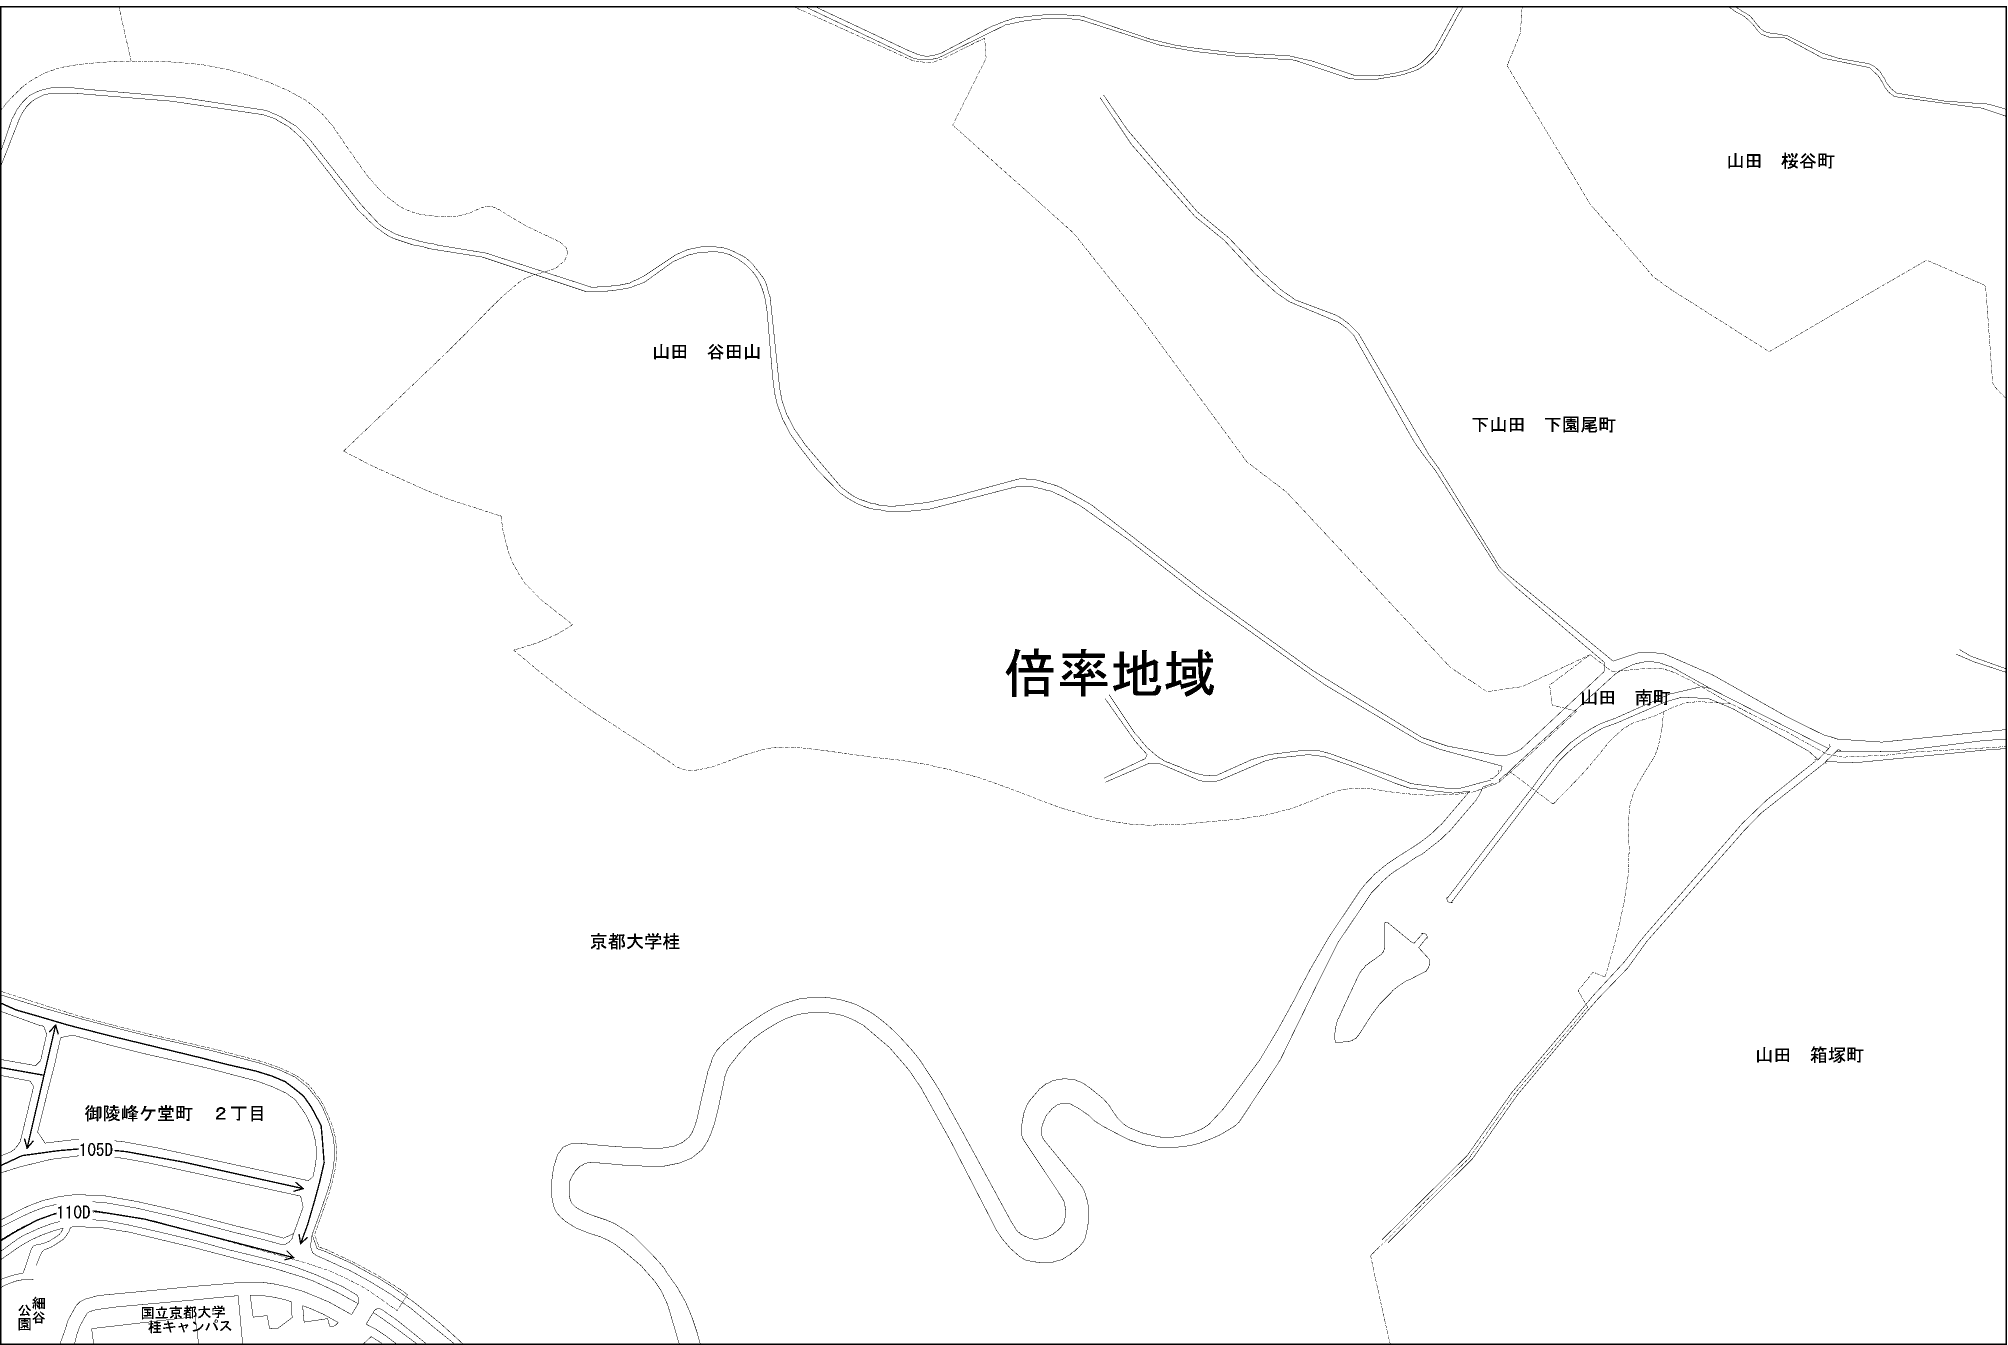 山田　桜谷町
山田　谷田山
下山田　下園尾町
倍率地域
山田　南町
京都大学桂
山田　箱塚町
御陵峰ケ堂町　２丁目
105D
110D
細谷
公園
国立京都大学
桂キャンパス